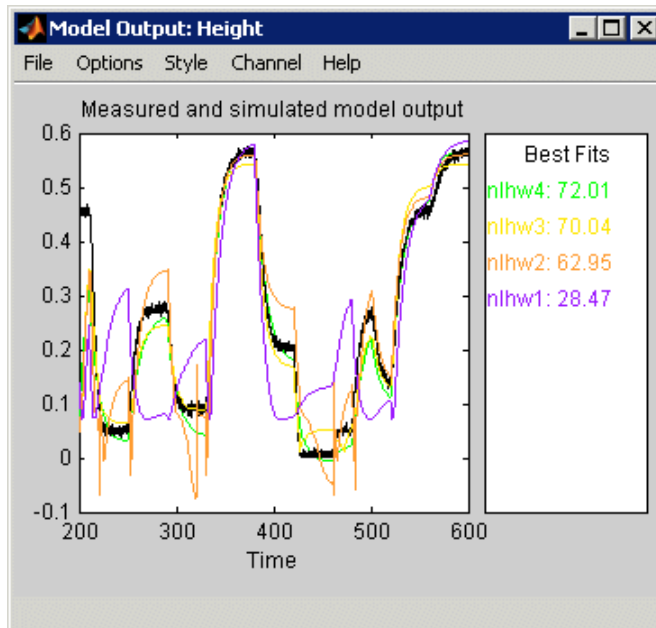 Model Output: Height
File Options Style Channel Help
Measured and simulated model output
0.6
0.5
0.4
0.3
0.2
0.1
0
-0.1
200 300 400 500 600
Time
Best Fits
nlhw4: 72.01
nlhw3: 70.04
nlhw2: 62.95
nlhw1: 28.47